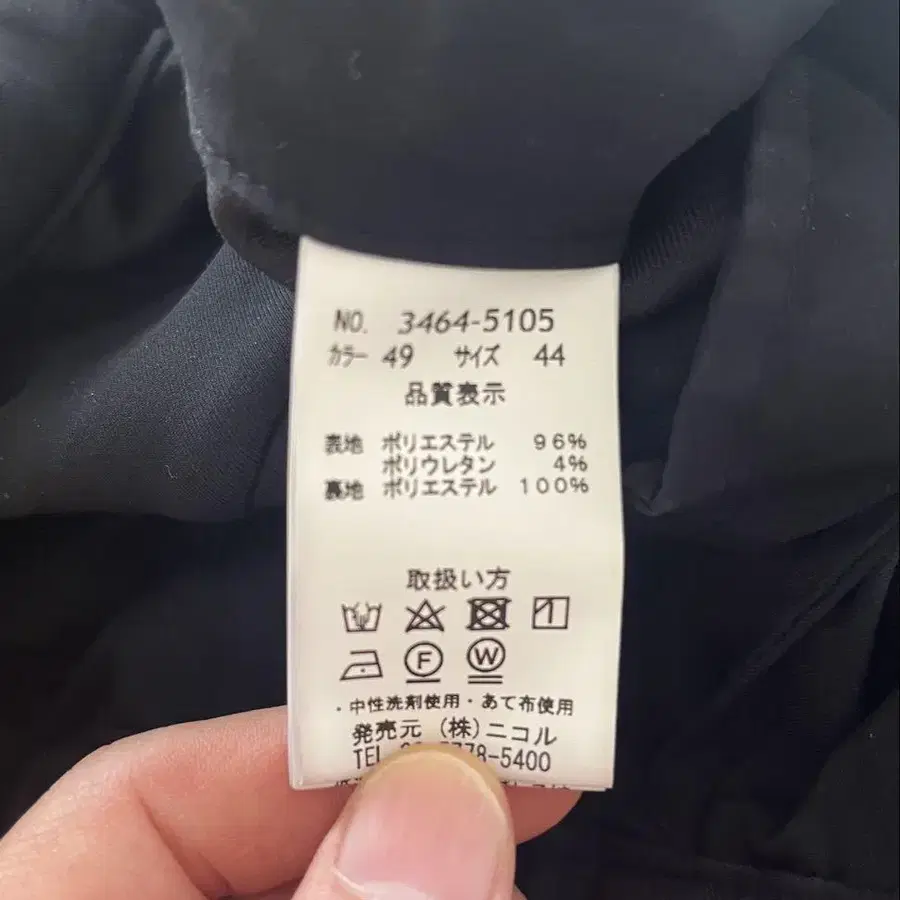 NO. 3464-5105
カラー 49 サイズ 44
品質表示
表地 ポリエステル 96%
ポリウレタン 4%
裏地 ポリエステル 100%
取扱い方
F W
・中性洗剤使用・あて布使用
発売元 (株)ニコル
TEL 78-5400